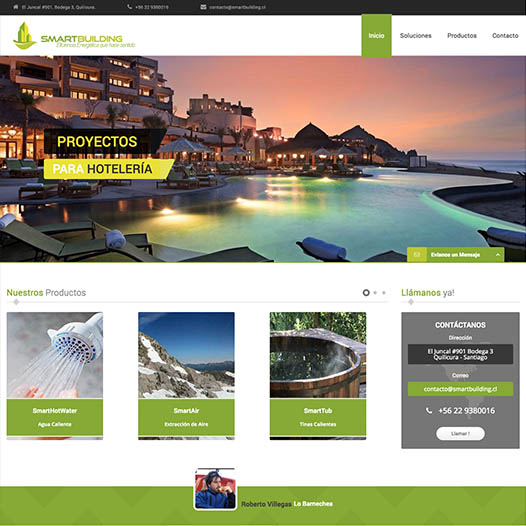 El Juncal #901, Bodega 3, Quilicura.
+56 22 9380016
contacto@smartbuilding.cl
SMARTBUILDING
Eficiencia Energética que hace sentido
Inicio
Soluciones
Productos
Contacto
PROYECTOS
PARA HOTELERÍA
Envíanos un Mensaje
Nuestros Productos
Llámanos ya!
SmartHotWater
Agua Caliente
SmartAir
Extracción de Aire
SmartTub
Tinas Calientes
CONTÁCTANOS
Dirección
El Juncal #901 Bodega 3
Quilicura - Santiago
Correo
contacto@smartbuilding.cl
+56 22 9380016
Llamar !
Roberto Villegas Lo Barnechea